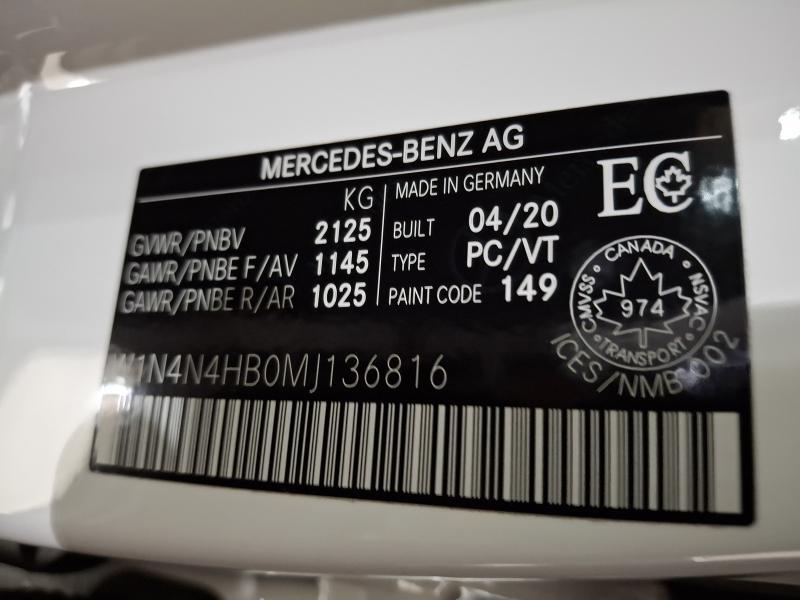 MERCEDES-BENZ AG
KG
GVWR/PNBV 2125
GAWR/PNBE F/AV 1145
GAWR/PNBE R/AR 1025
MADE IN GERMANY
BUILT 04/20
TYPE PC/VT
PAINT CODE 149
EC
CANADA
CMVSS 974 NSVAC
TRANSPORT
ICES/NMB-002
W1N4N4HB0MJ136816